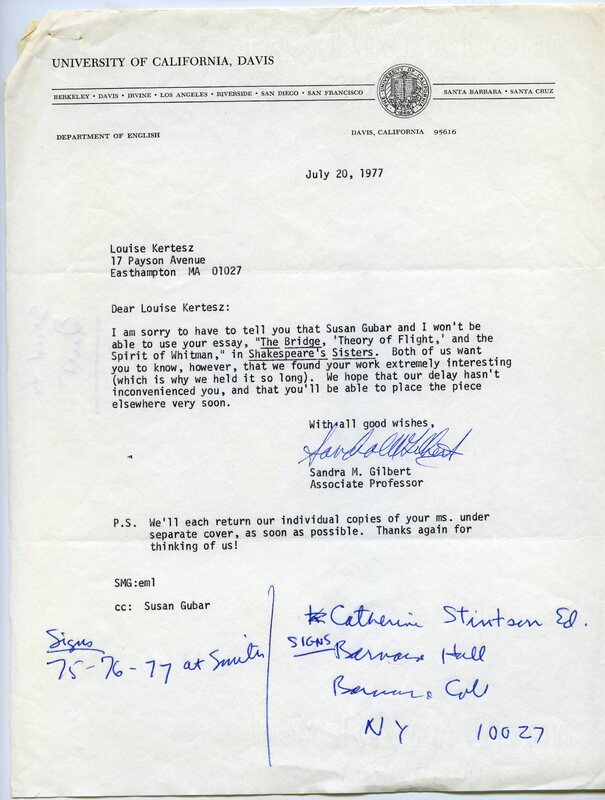 UNIVERSITY OF CALIFORNIA, DAVIS
BERKELEY • DAVIS • IRVINE • LOS ANGELES • RIVERSIDE • SAN DIEGO • SAN FRANCISCO
SANTA BARBARA • SANTA CRUZ
DEPARTMENT OF ENGLISH
DAVIS, CALIFORNIA 95616
July 20, 1977
Louise Kertesz
17 Payson Avenue
Easthampton MA 01027
Dear Louise Kertesz:
I am sorry to have to tell you that Susan Gubar and I won't be
able to use your essay, "The Bridge, 'Theory of Flight,' and the
Spirit of Whitman," in Shakespeare's Sisters. Both of us want
you to know, however, that we found your work extremely interesting
(which is why we held it so long). We hope that our delay hasn't
inconvenienced you, and that you'll be able to place the piece
elsewhere very soon.
With all good wishes,
Sandra M. Gilbert
Sandra M. Gilbert
Associate Professor
P.S. We'll each return our individual copies of your ms. under
separate cover, as soon as possible. Thanks again for
thinking of us!
SMG:eml
cc: Susan Gubar
Signs
75-76-77 at Smith
Catherine Stintson Ed.
SIGNS Barnard Hall
Barnard Coll
NY 10027